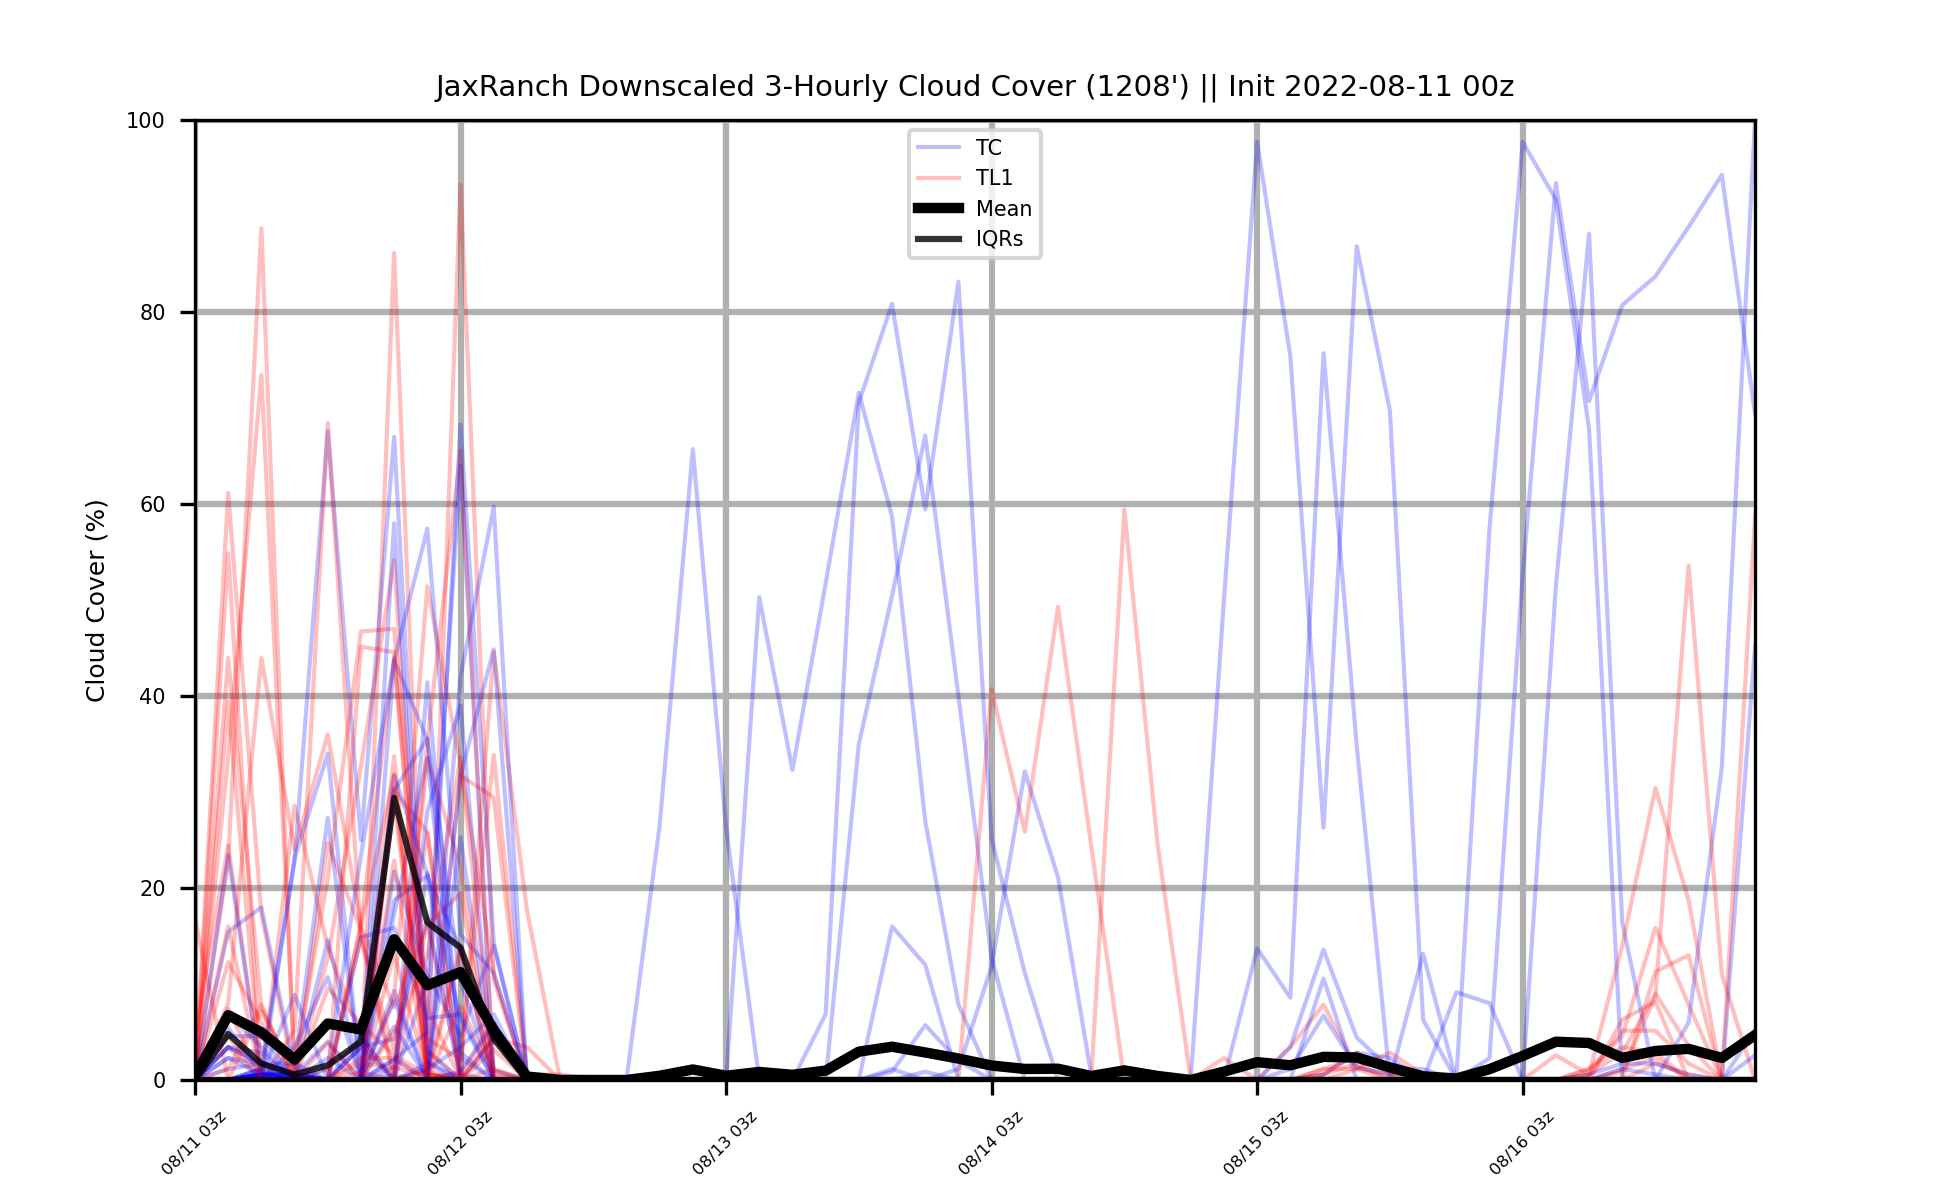 JaxRanch Downscaled 3-Hourly Cloud Cover (1208') || Init 2022-08-11 00z
Cloud Cover (%)
100
80
60
40
20
0
TC
TL1
Mean
IQRs
08/11 03z
08/12 03z
08/13 03z
08/14 03z
08/15 03z
08/16 03z